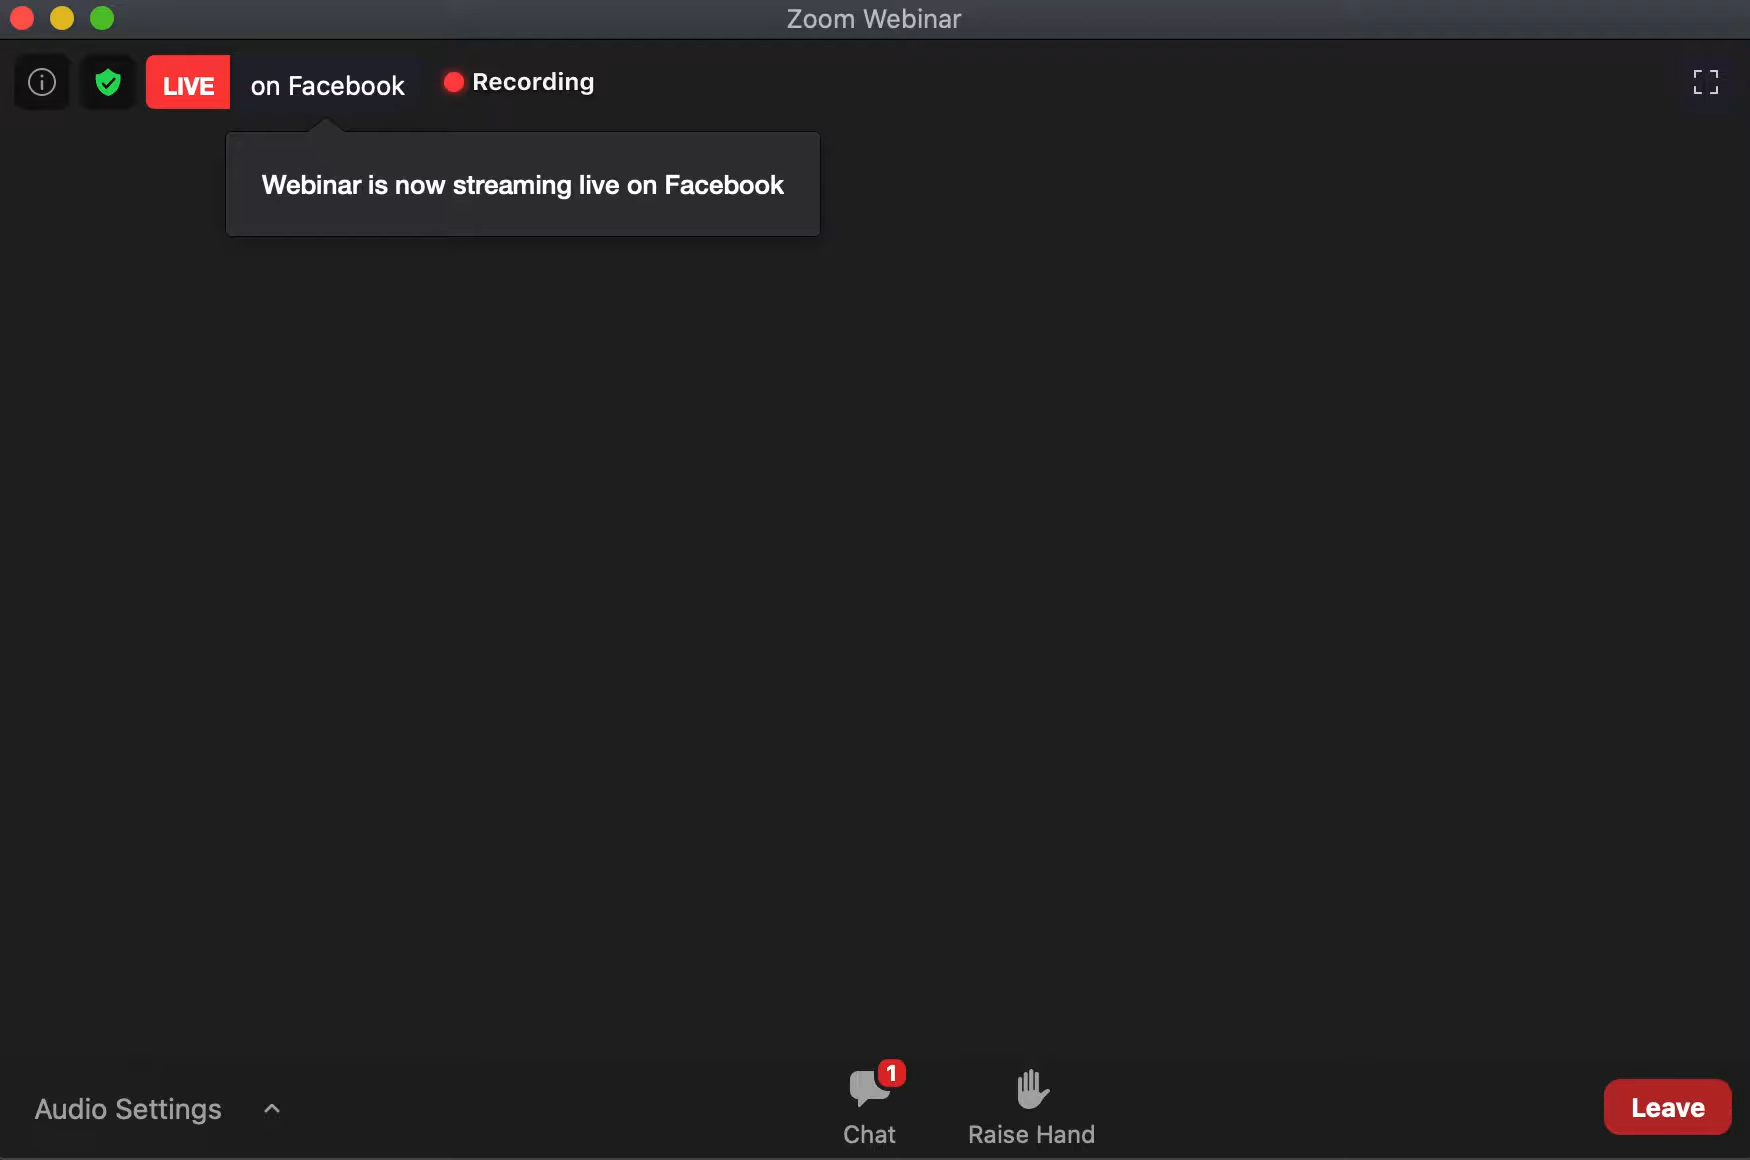 Zoom Webinar
LIVE on Facebook Recording
Webinar is now streaming live on Facebook
1
Audio Settings Chat Raise Hand Leave